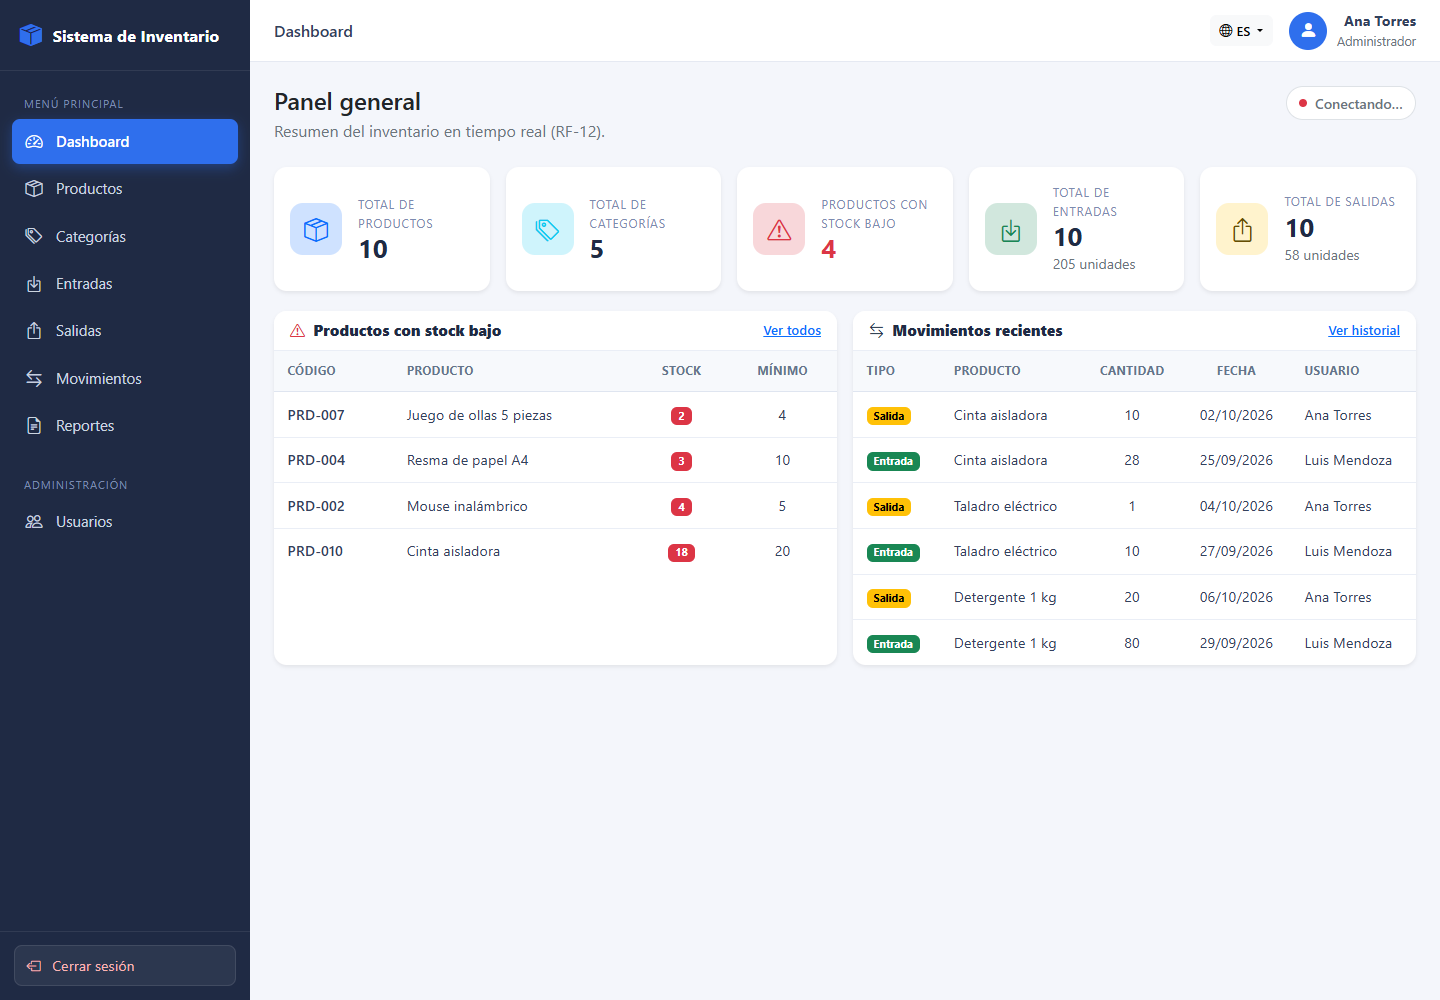 Sistema de Inventario
MENÚ PRINCIPAL
Dashboard
Productos
Categorías
Entradas
Salidas
Movimientos
Reportes
ADMINISTRACIÓN
Usuarios
Cerrar sesión
Dashboard
ES
Ana Torres
Administrador
Panel general
Resumen del inventario en tiempo real (RF-12).
Conectando...
TOTAL DE
PRODUCTOS
10
TOTAL DE
CATEGORÍAS
5
PRODUCTOS CON
STOCK BAJO
4
TOTAL DE
ENTRADAS
10
205 unidades
TOTAL DE SALIDAS
10
58 unidades
Productos con stock bajo Ver todos
CÓDIGO PRODUCTO STOCK MÍNIMO
PRD-007 Juego de ollas 5 piezas 2 4
PRD-004 Resma de papel A4 3 10
PRD-002 Mouse inalámbrico 4 5
PRD-010 Cinta aisladora 18 20
Movimientos recientes Ver historial
TIPO PRODUCTO CANTIDAD FECHA USUARIO
Salida Cinta aisladora 10 02/10/2026 Ana Torres
Entrada Cinta aisladora 28 25/09/2026 Luis Mendoza
Salida Taladro eléctrico 1 04/10/2026 Ana Torres
Entrada Taladro eléctrico 10 27/09/2026 Luis Mendoza
Salida Detergente 1 kg 20 06/10/2026 Ana Torres
Entrada Detergente 1 kg 80 29/09/2026 Luis Mendoza